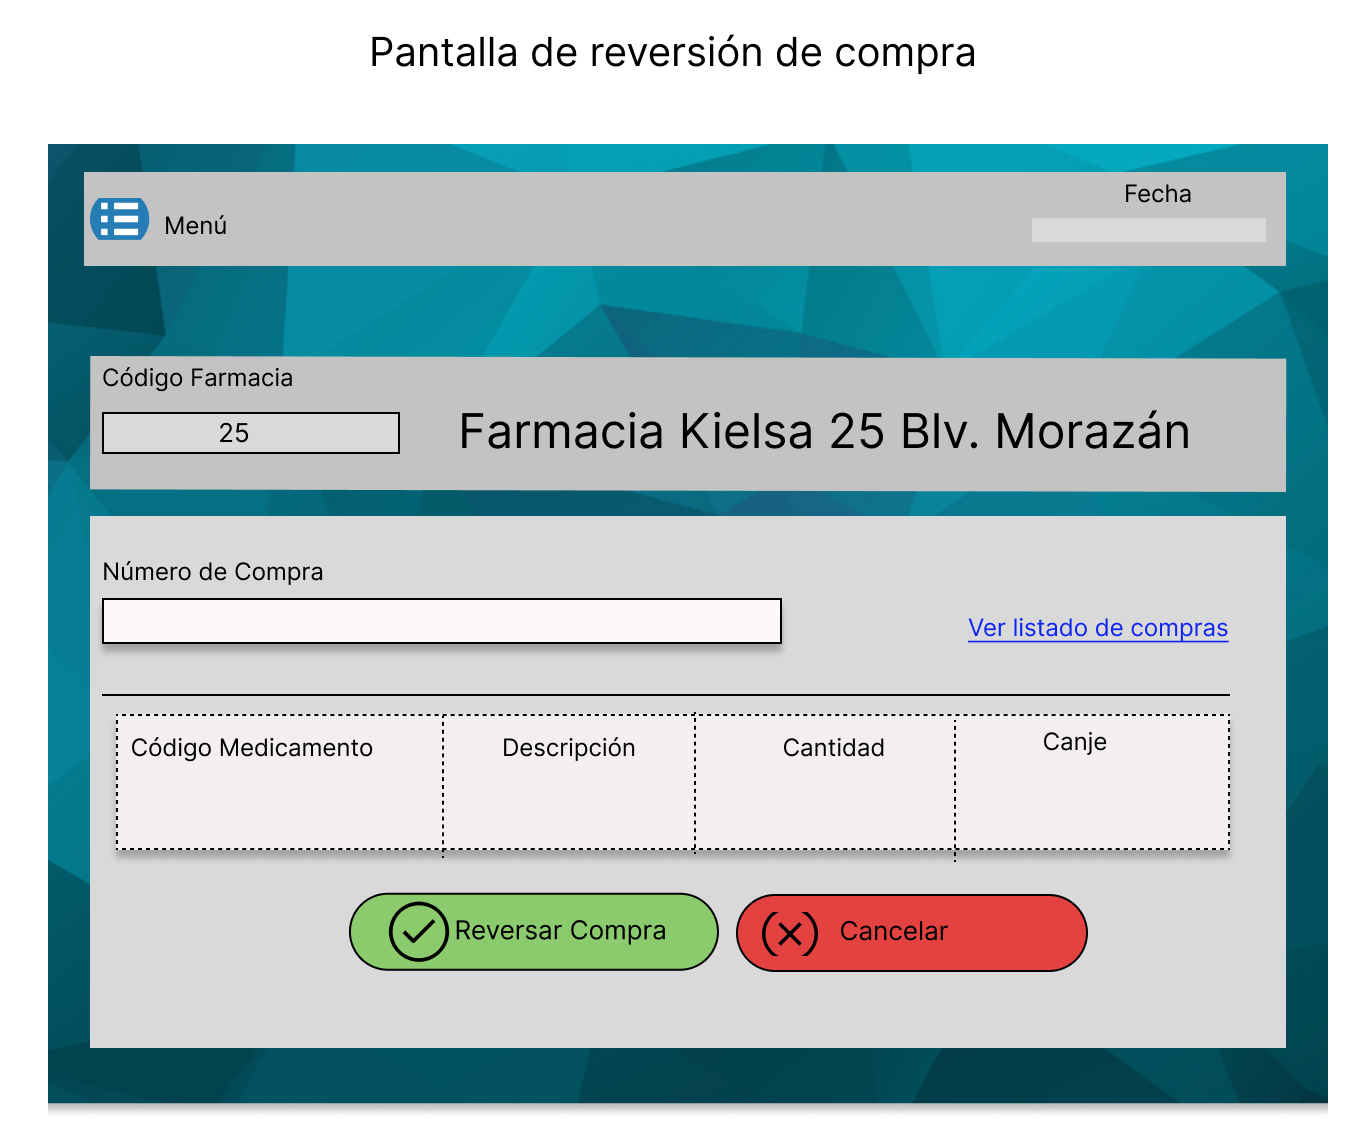 Pantalla de reversión de compra
Menú
Fecha
Código Farmacia
25
Farmacia Kielsa 25 Blv. Morazán
Número de Compra
Ver listado de compras
Código Medicamento Descripción Cantidad Canje
Reversar Compra Cancelar